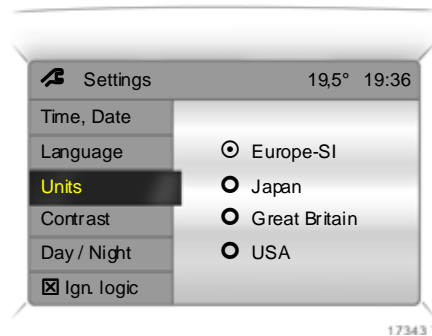 Settings 19,5° 19:36
Time, Date
Language
Units
Contrast
Day / Night
Ign. logic
Europe-SI
Japan
Great Britain
USA
17343